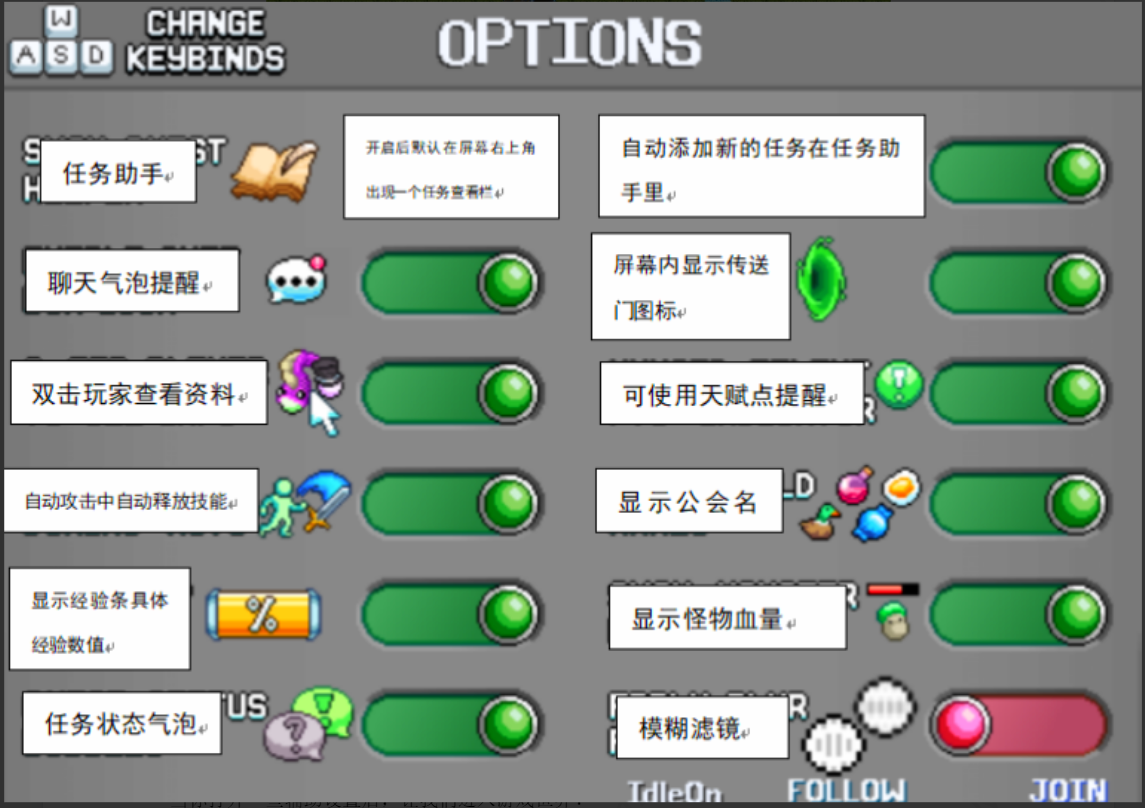 W
A S D
CHANGE
KEYBINDS
OPTIONS
任务助手
开启后默认在屏幕右上角
出现一个任务查看栏
自动添加新的任务在任务助
手里
聊天气泡提醒
屏幕内显示传送
门图标
双击玩家查看资料
可使用天赋点提醒
自动攻击中自动释放技能
显示公会名
显示经验条具体
经验数值
%
显示怪物血量
任务状态气泡
模糊滤镜
IdleOn
FOLLOW
JOIN